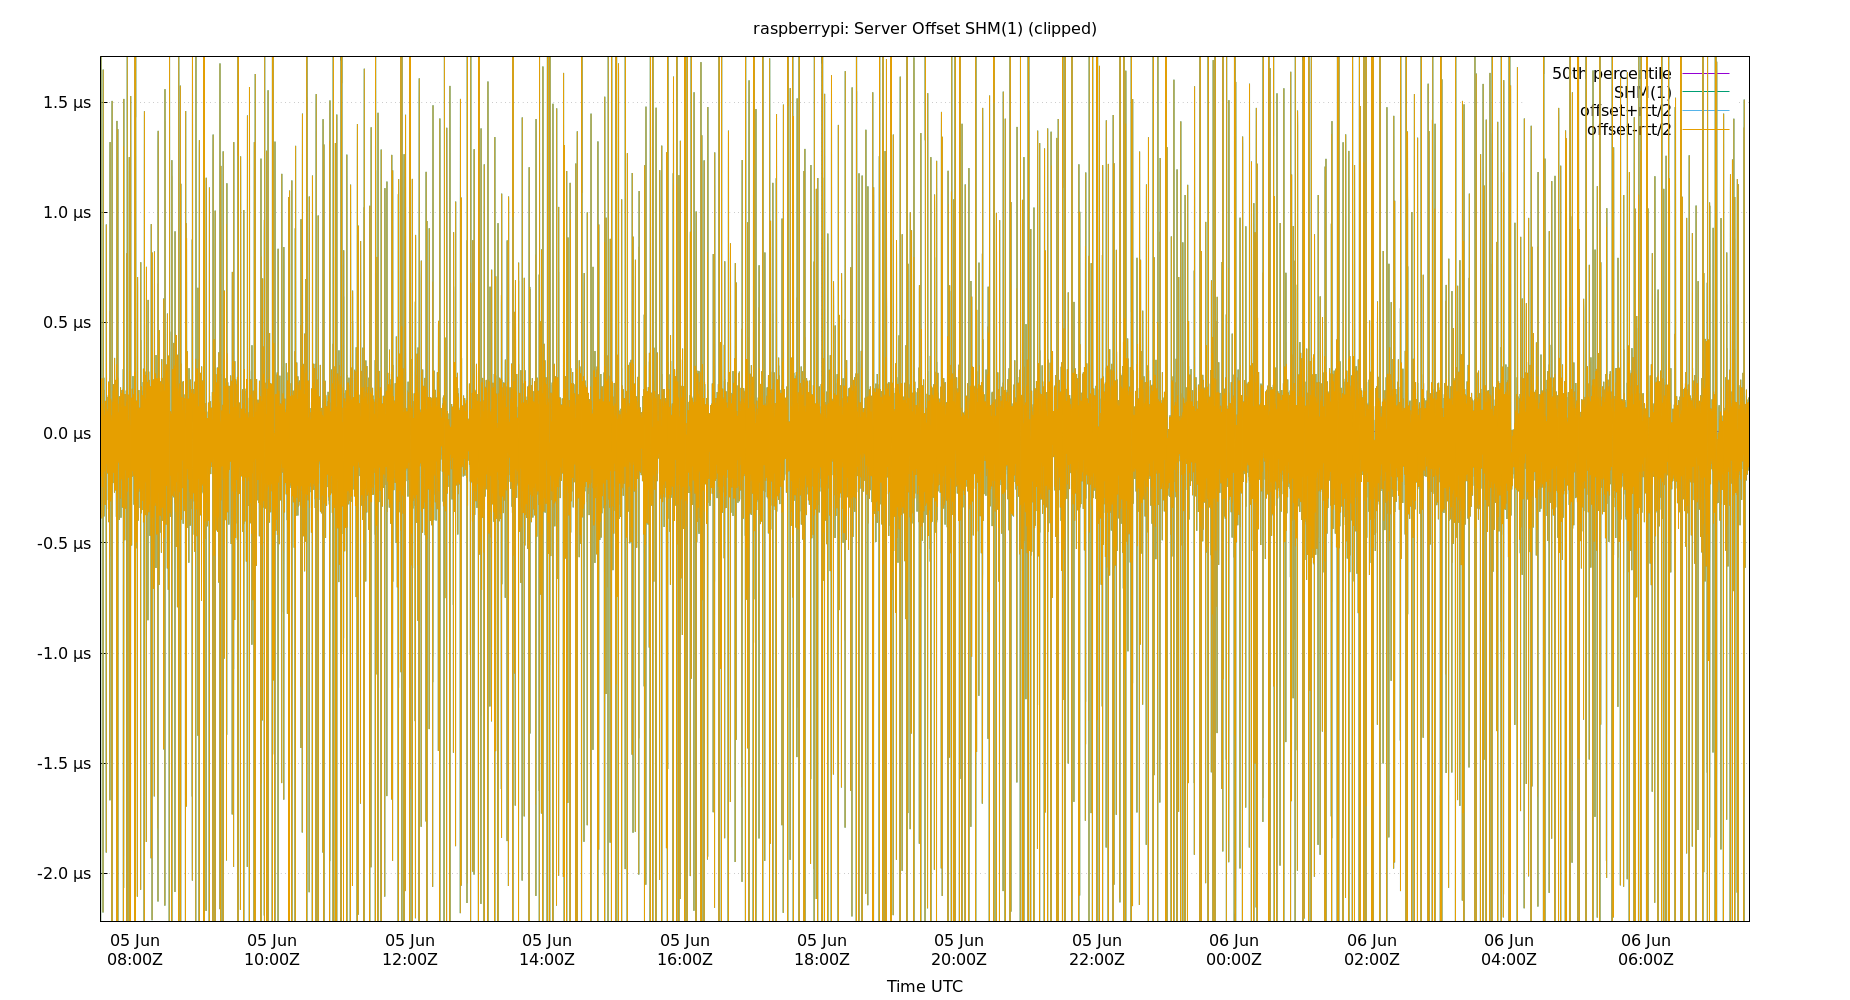 raspberrypi: Server Offset SHM(1) (clipped)
50th percentile
SHM(1)
offset+rtt/2
offset-rtt/2
1.5 µs
1.0 µs
0.5 µs
0.0 µs
-0.5 µs
-1.0 µs
-1.5 µs
-2.0 µs
05 Jun 05 Jun 05 Jun 05 Jun 05 Jun 05 Jun 05 Jun 05 Jun 06 Jun 06 Jun 06 Jun 06 Jun
08:00Z 10:00Z 12:00Z 14:00Z 16:00Z 18:00Z 20:00Z 22:00Z 00:00Z 02:00Z 04:00Z 06:00Z
Time UTC